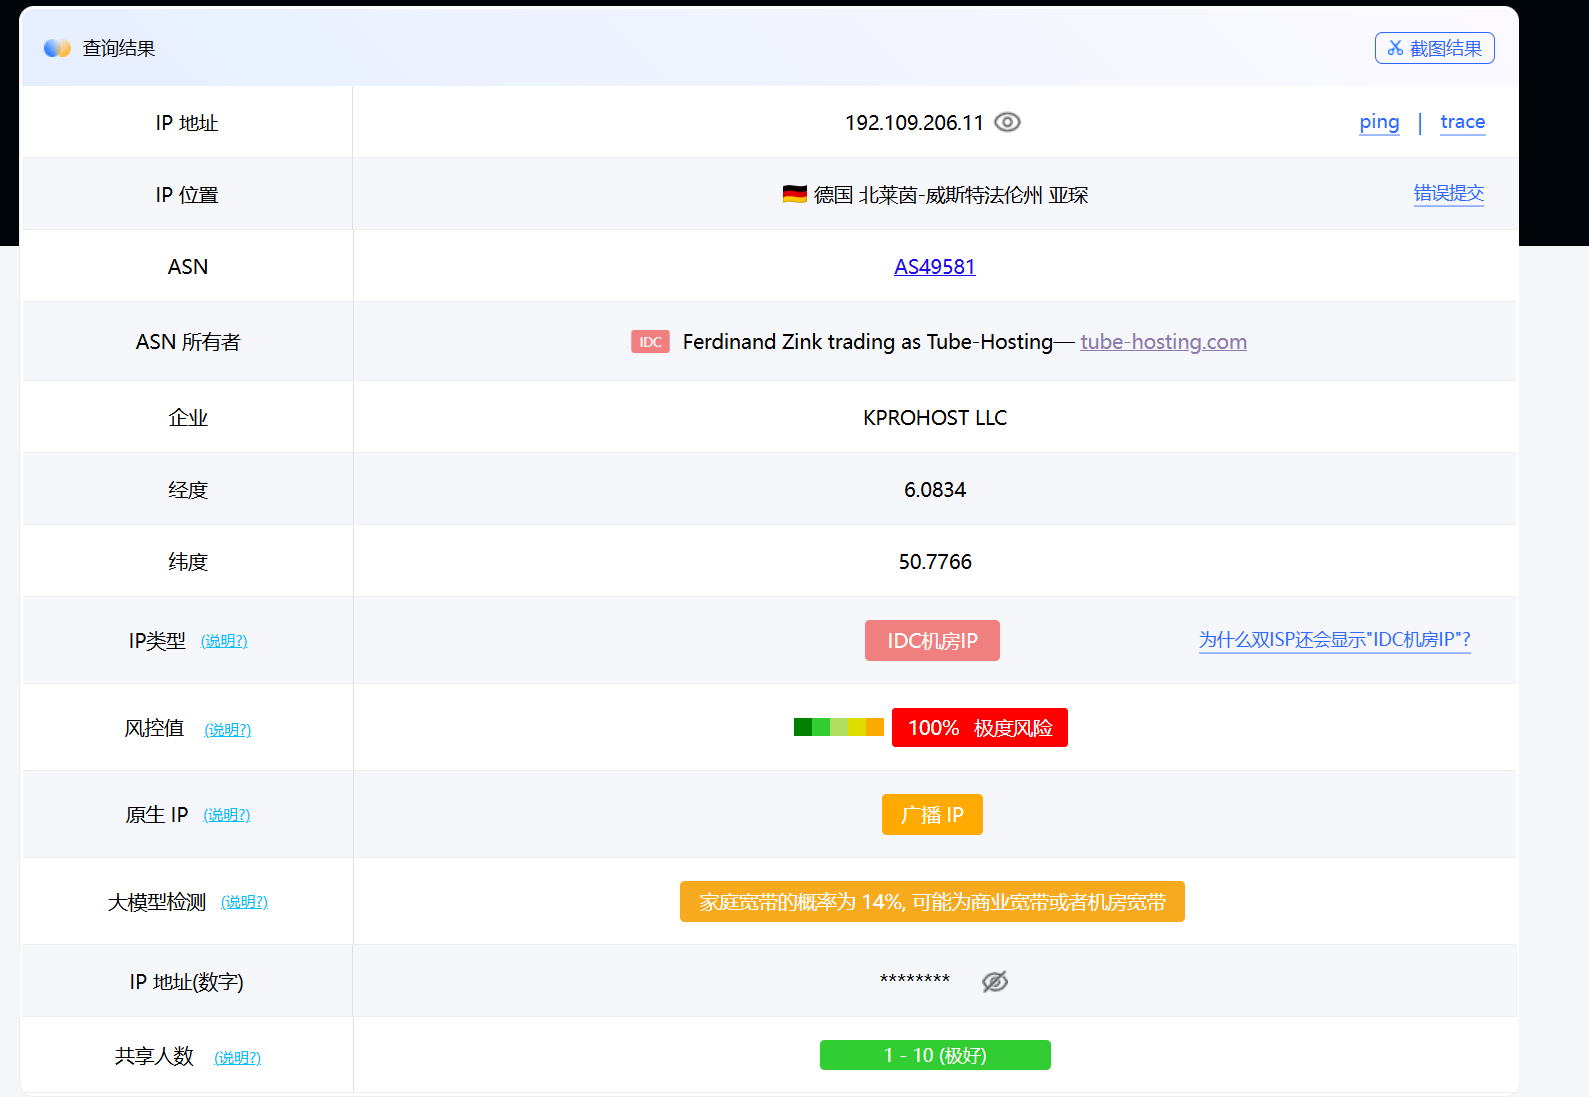 查询结果
截图结果
IP 地址
192.109.206.11
ping | trace
IP 位置
德国 北莱茵-威斯特法伦州 亚琛
错误提交
ASN
AS49581
ASN 所有者
IDC Ferdinand Zink trading as Tube-Hosting— tube-hosting.com
企业
KPROHOST LLC
经度
6.0834
纬度
50.7766
IP类型 (说明?)
IDC机房IP
为什么双ISP还会显示"IDC机房IP"?
风控值 (说明?)
100% 极度风险
原生 IP (说明?)
广播 IP
大模型检测 (说明?)
家庭宽带的概率为 14%, 可能为商业宽带或者机房宽带
IP 地址(数字)
********
共享人数 (说明?)
1 - 10 (极好)